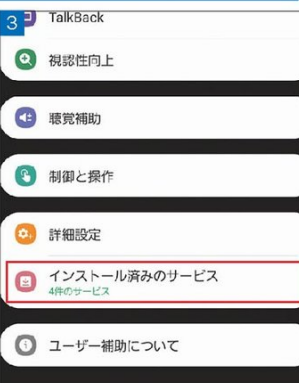 3
TalkBack
視認性向上
聴覚補助
制御と操作
詳細設定
インストール済みのサービス
4件のサービス
ユーザー補助について